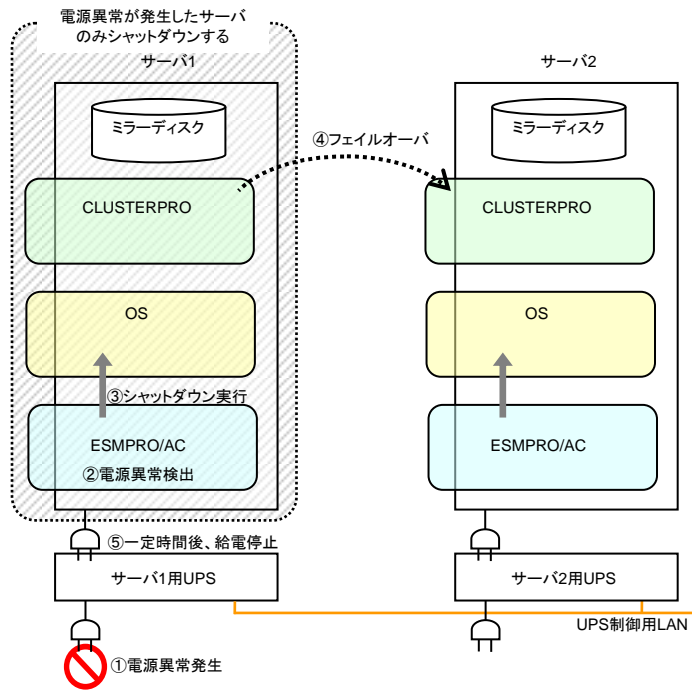 電源異常が発生したサーバ
のみシャットダウンする
サーバ1
ミラーディスク
CLUSTERPRO
OS
③シャットダウン実行
ESMPRO/AC
②電源異常検出
⑤一定時間後、給電停止
サーバ1用UPS
①電源異常発生
④フェイルオーバ
サーバ2
ミラーディスク
CLUSTERPRO
OS
ESMPRO/AC
サーバ2用UPS
UPS制御用LAN